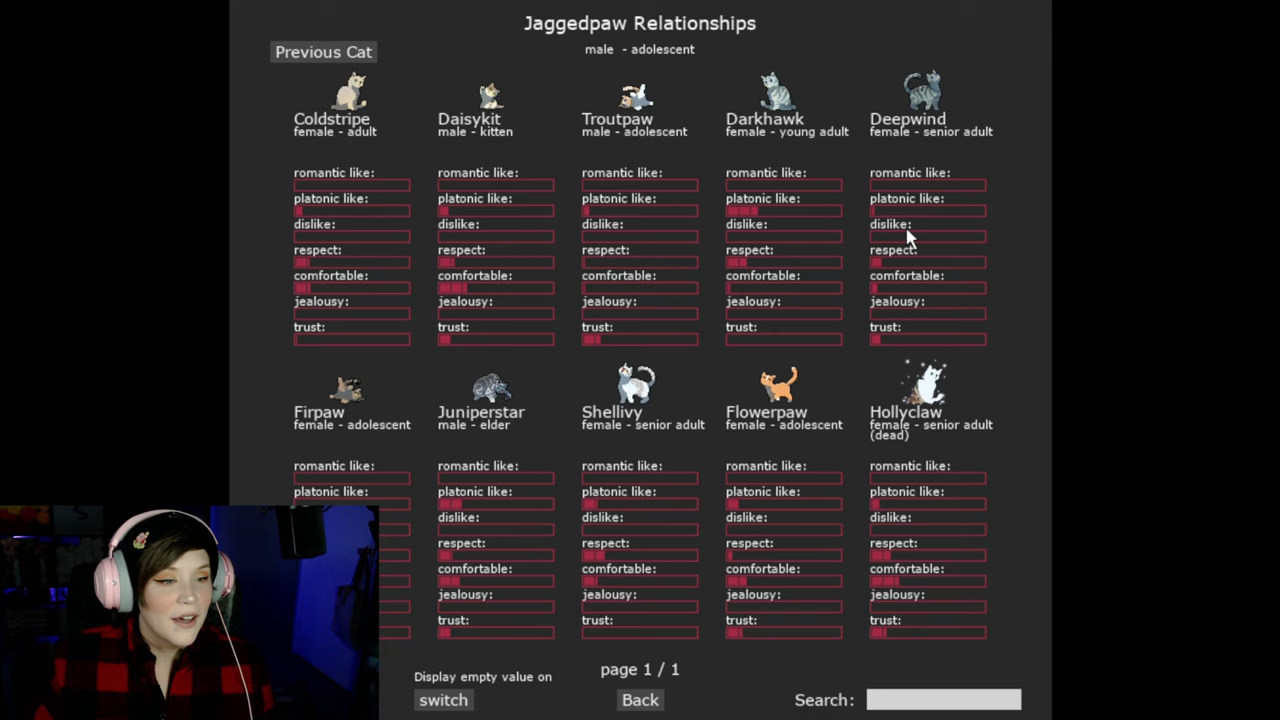 Jaggedpaw Relationships
Previous Cat
male - adolescent
Coldstripe Daisykit Troutpaw Darkhawk Deepwind
female - adult male - kitten male - adolescent female - young adult female - senior adult
romantic like: romantic like: romantic like: romantic like: romantic like:
platonic like: platonic like: platonic like: platonic like: platonic like:
dislike: dislike: dislike: dislike: dislike:
respect: respect: respect: respect: respect:
comfortable: comfortable: comfortable: comfortable: comfortable:
jealousy: jealousy: jealousy: jealousy: jealousy:
trust: trust: trust: trust: trust:
Firpaw Juniperstar Shellivy Flowerpaw Hollyclaw
female - adolescent male - elder female - senior adult female - adolescent female - senior adult
(dead)
romantic like: romantic like: romantic like: romantic like: romantic like:
platonic like: platonic like: platonic like: platonic like: platonic like:
dislike: dislike: dislike: dislike:
respect: respect: respect: respect:
comfortable: comfortable: comfortable: comfortable:
jealousy: jealousy: jealousy: jealousy:
trust: trust: trust: trust:
Display empty value on
page 1 / 1
switch Back Search: